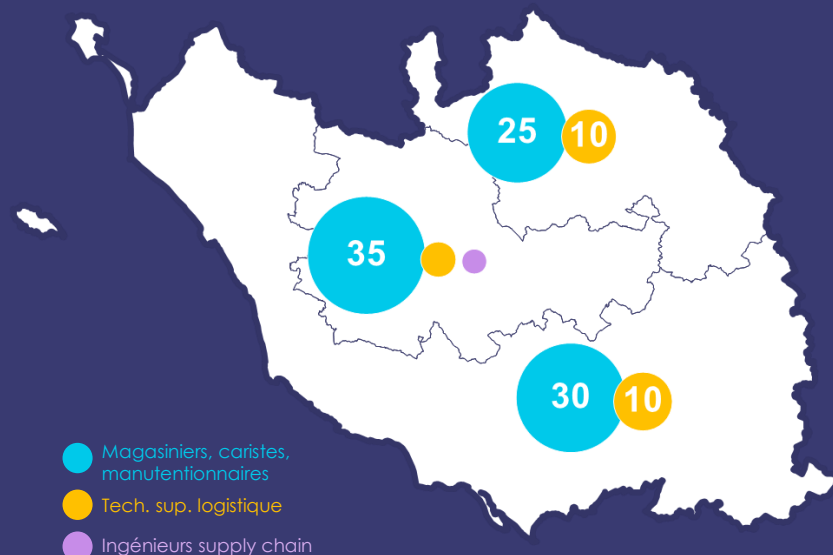 25
10
35
30
10
Magasiniers, caristes,
manutentionnaires
Tech. sup. logistique
Ingénieurs supply chain